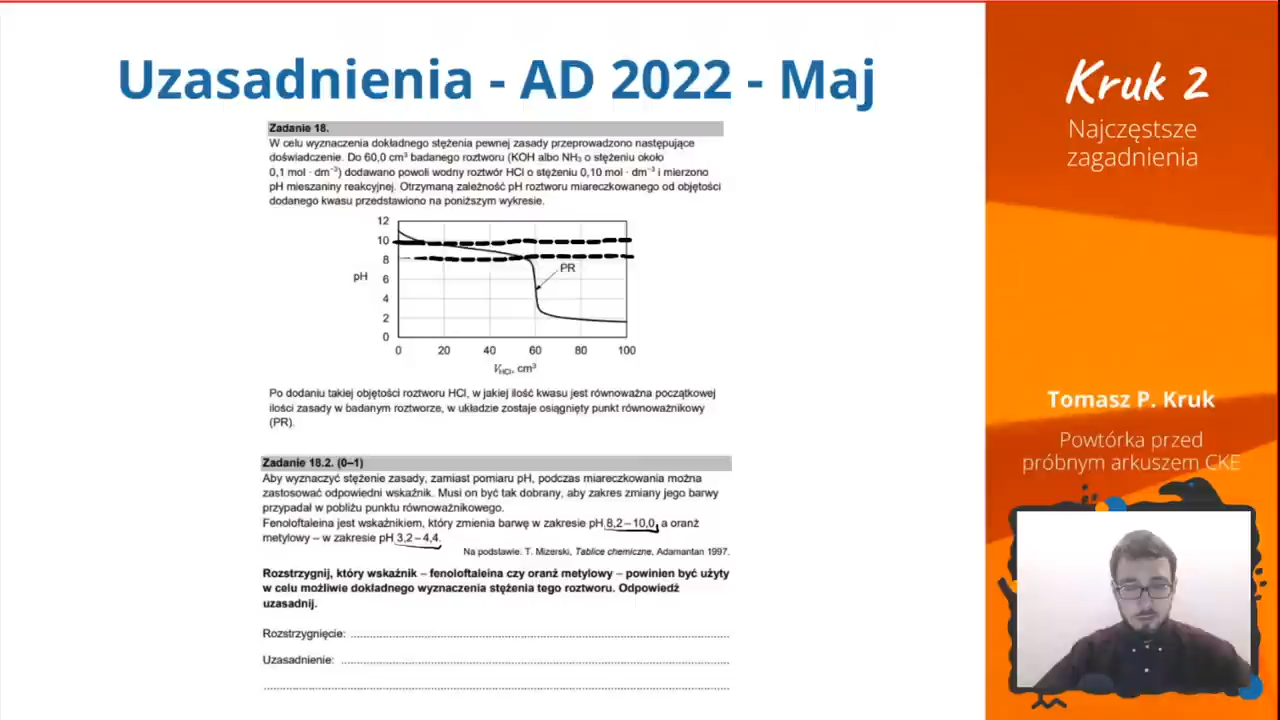 Uzasadnienia - AD 2022 - Maj
Zadanie 18.
W celu wyznaczenia dokładnego stężenia pewnej zasady przeprowadzono następujące
doświadczenie. Do 60,0 cm³ badanego roztworu (KOH albo NH₃ o stężeniu około
0,1 mol · dm⁻³) dodawano powoli wodny roztwór HCl o stężeniu 0,10 mol · dm⁻³ i mierzono
pH mieszaniny reakcyjnej. Otrzymaną zależność pH roztworu miareczkowanego od objętości
dodanego kwasu przedstawiono na poniższym wykresie.
12
10
8
6
4
2
0
pH
PR
0 20 40 60 80 100
V_HCl, cm³
Po dodaniu takiej objętości roztworu HCl, w jakiej ilość kwasu jest równoważna początkowej
ilości zasady w badanym roztworze, w układzie zostaje osiągnięty punkt równoważnikowy
(PR).
Zadanie 18.2. (0–1)
Aby wyznaczyć stężenie zasady, zamiast pomiaru pH, podczas miareczkowania można
zastosować odpowiedni wskaźnik. Musi on być tak dobrany, aby zakres zmiany jego barwy
przypadał w pobliżu punktu równoważnikowego.
Fenoloftaleina jest wskaźnikiem, który zmienia barwę w zakresie pH 8,2–10,0, a oranż
metylowy – w zakresie pH 3,2–4,4.
Na podstawie: T. Mizerski, Tablice chemiczne, Adamantan 1997.
Rozstrzygnij, który wskaźnik – fenoloftaleina czy oranż metylowy – powinien być użyty
w celu możliwie dokładnego wyznaczenia stężenia tego roztworu. Odpowiedź
uzasadnij.
Rozstrzygnięcie:
Uzasadnienie:
Kruk 2
Najczęstsze
zagadnienia
Tomasz P. Kruk
Powtórka przed
próbnym arkuszem CKE